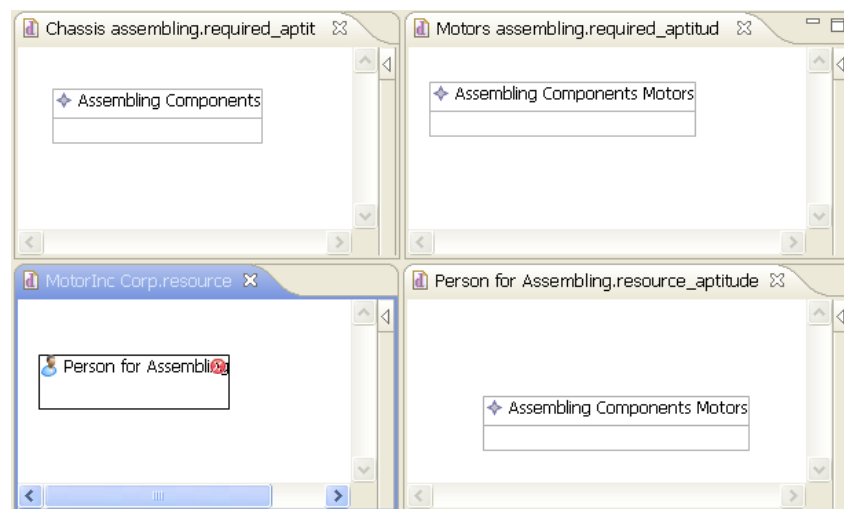 Chassis assembling.required_aptit
Motors assembling.required_aptitud
Assembling Components
Assembling Components Motors
MotorInc Corp.resource
Person for Assembling.resource_aptitude
Person for Assembling
Assembling Components Motors